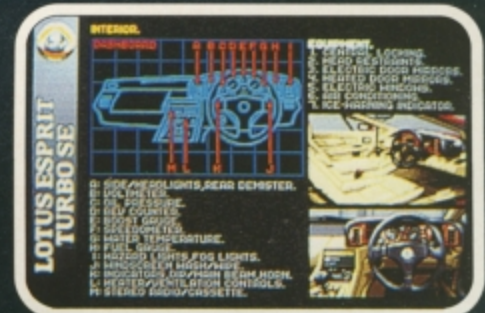 LOTUS ESPRIT
TURBO SE
INTERIOR.
DASHBOARD
A B C D E F G H I
M L K J
A: SIDE/HEADLIGHTS,REAR DEMISTER.
B: VOLTMETER.
C: OIL PRESSURE.
D: REV COUNTER.
E: BOOST GAUGE.
F: SPEEDOMETER.
G: WATER TEMPERATURE.
H: FUEL GAUGE.
I: HAZARD LIGHTS,FOG LIGHTS.
J: WINDSCREEN WASH/WIPE.
K: INDICATORS,DIP/MAIN BEAM,HORN.
L: HEATER/VENTILATION CONTROLS.
M: STEREO RADIO/CASSETTE.
EQUIPMENT.
1. CENTRAL LOCKING.
2. HEAD RESTRAINTS.
3. ELECTRIC DOOR MIRRORS.
4. HEATED DOOR MIRRORS.
5. ELECTRIC WINDOWS.
6. AIR CONDITIONING.
7. ICE-WARNING INDICATOR.